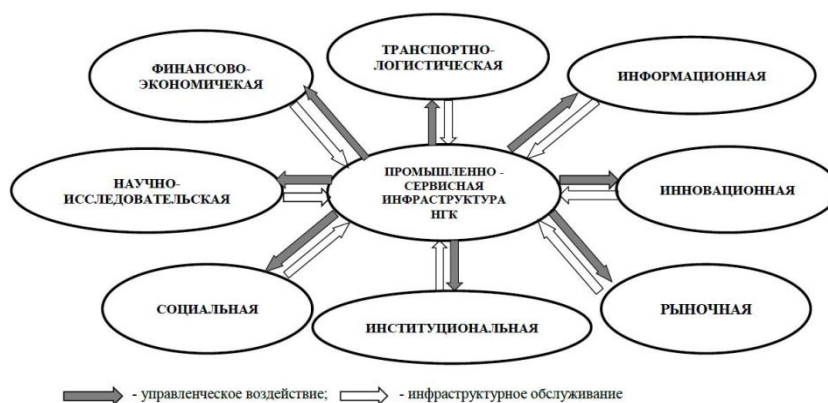 ФИНАНСОВО-
ЭКОНОМИЧЕКАЯ
ТРАНСПОРТНО-
ЛОГИСТИЧЕСКАЯ
ИНФОРМАЦИОННАЯ
НАУЧНО-
ИССЛЕДОВАТЕЛЬСКАЯ
ПРОМЫШЛЕННО -
СЕРВИСНАЯ
ИНФРАСТРУКТУРА
НГК
ИННОВАЦИОННАЯ
СОЦИАЛЬНАЯ
ИНСТИТУЦИОНАЛЬНАЯ
РЫНОЧНАЯ
- управленческое воздействие; - инфраструктурное обслуживание